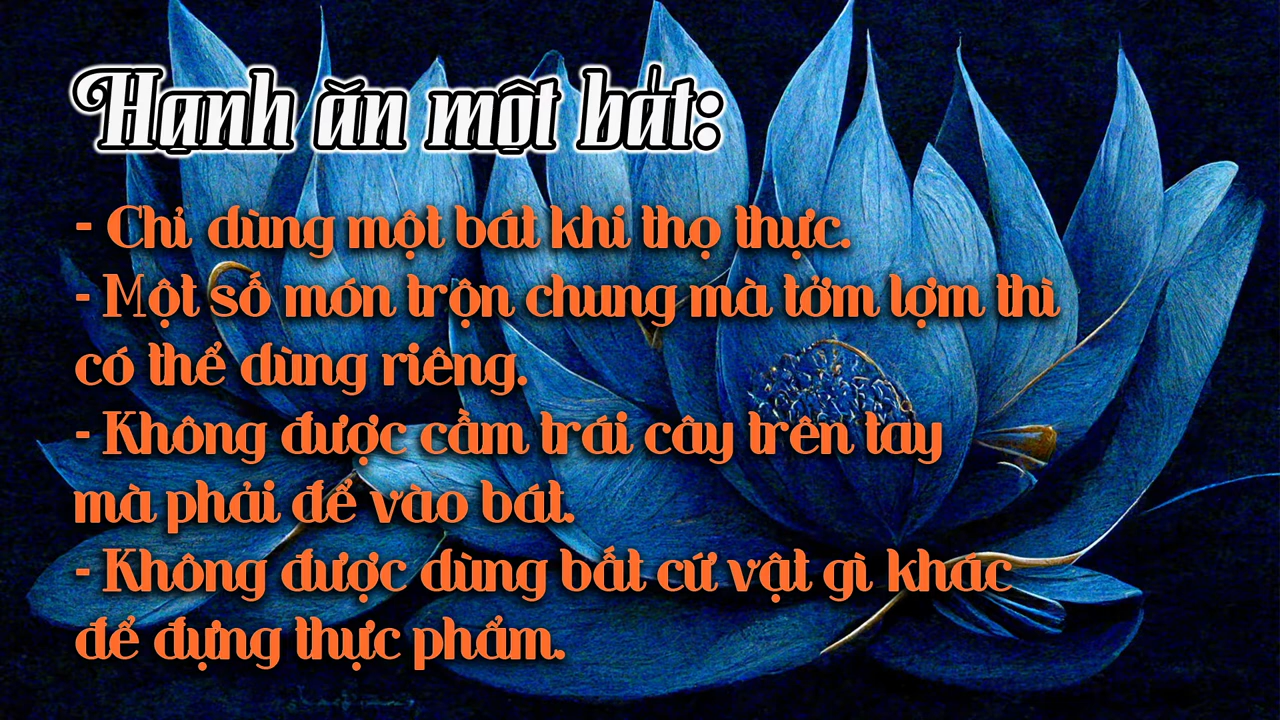 Hạnh ăn một bát:
- Chỉ dùng một bát khi thọ thực.
- Một số món trộn chung mà tởm lợm thì
có thể dùng riêng.
- Không được cầm trái cây trên tay
mà phải để vào bát.
- Không được dùng bất cứ vật gì khác
để đựng thực phẩm.